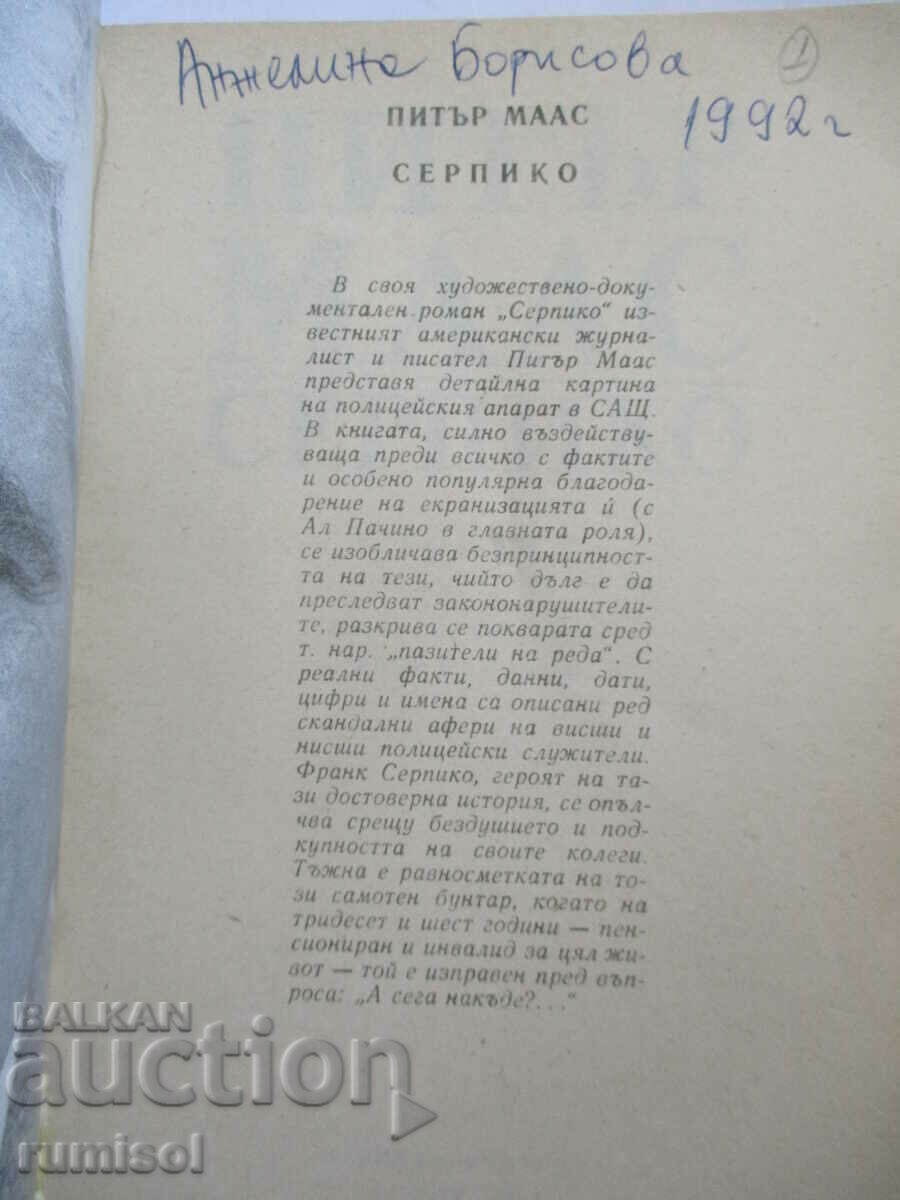 Анжелина Борисова
1
1992 г
ПИТЪР МААС
СЕРПИКО
В своя художествено-доку-
ментален роман „Серпико“ из-
вестният американски журна-
лист и писател Питър Маас
представя детайлна картина
на полицейския апарат в САЩ.
В книгата, силно въздейству-
ваща преди всичко с фактите
и особено популярна благода-
рение на екранизацията ѝ (с
Ал Пачино в главната роля),
се изобличава безпринципност-
та на тези, чийто дълг е да
преследват закононарушители-
те, разкрива се покварата сред
т. нар. „пазители на реда“. С
реални факти, данни, дати,
цифри и имена са описани ред
скандални афери на висши и
нисши полицейски служители.
Франк Серпико, героят на та-
зи достоверна история, се опъл-
чва срещу бездушието и под-
купността на своите колеги.
Тъжна е равносметката на то-
зи самотен бунтар, когато на
тридесет и шест години — пен-
сиониран и инвалид за цял жи-
вот — той е изправен пред въп-
роса: „А сега накъде?...“
BALKAN
auction
rumisol